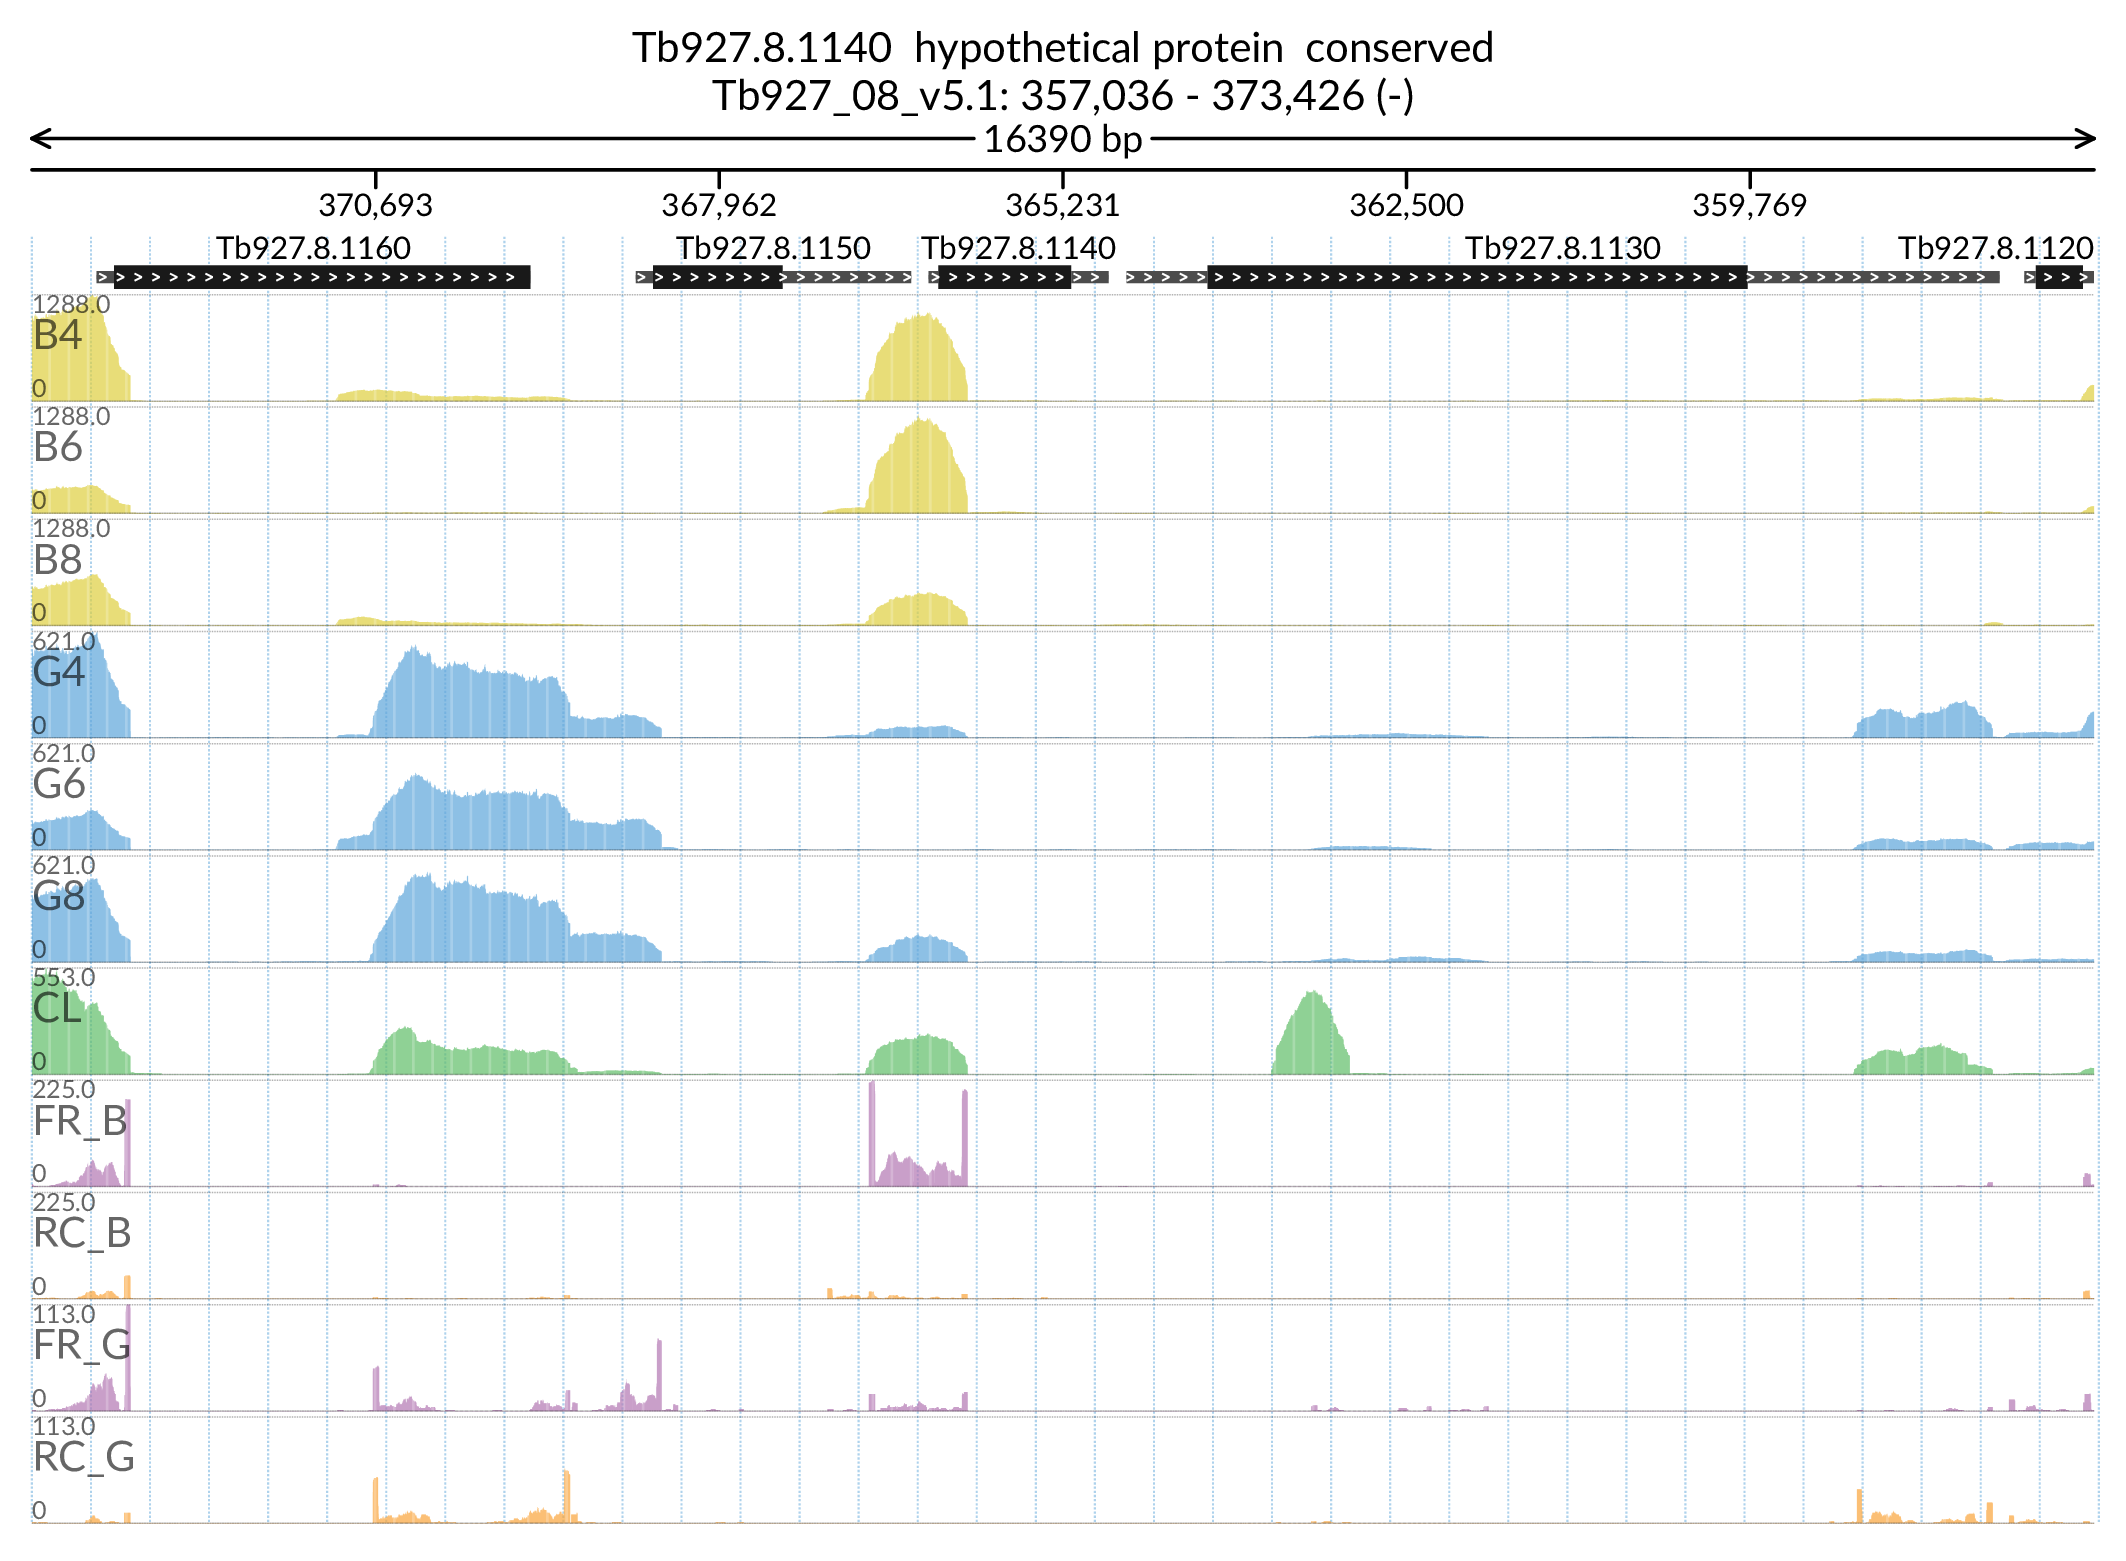 Tb927.8.1140  hypothetical protein  conserved
Tb927_08_v5.1: 357,036 - 373,426 (-)
16390 bp
370,693 367,962 365,231 362,500 359,769
Tb927.8.1160 Tb927.8.1150 Tb927.8.1140 Tb927.8.1130 Tb927.8.1120
1288.0
B4
0
1288.0
B6
0
1288.0
B8
0
621.0
G4
0
621.0
G6
0
621.0
G8
0
553.0
CL
0
225.0
FR_B
0
225.0
RC_B
0
113.0
FR_G
0
113.0
RC_G
0